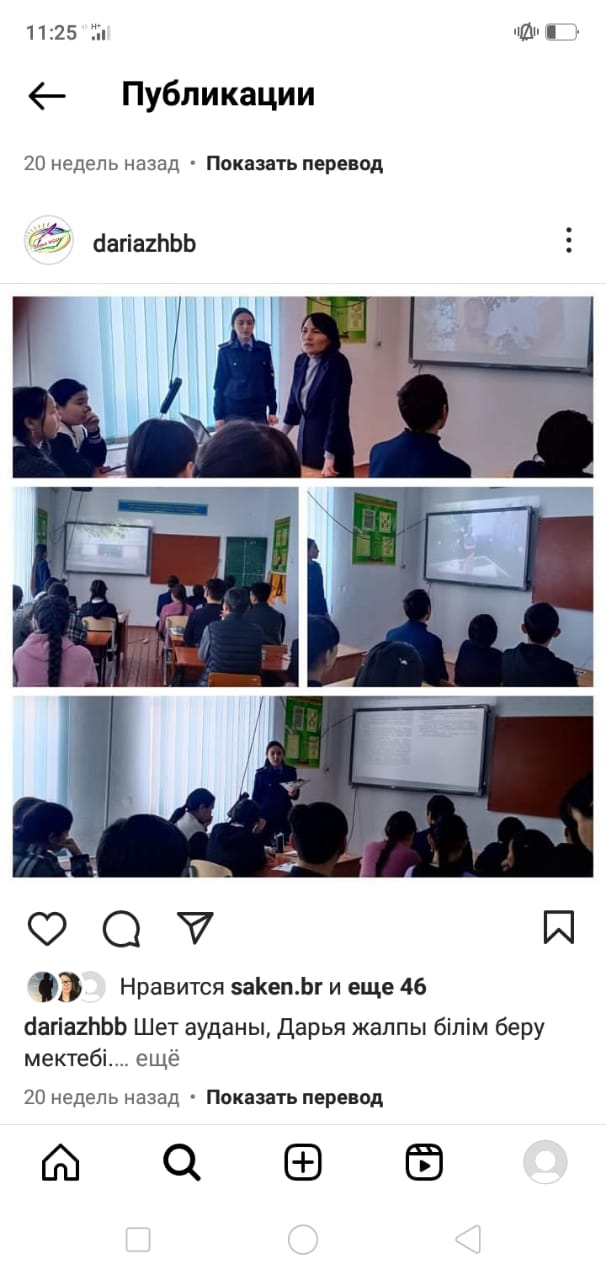 11:25 H+
Публикации
20 недель назад • Показать перевод
dariazhbb
Нравится saken.br и еще 46
dariazhbb Шет ауданы, Дарья жалпы білім беру
мектебі.... ещё
20 недель назад • Показать перевод